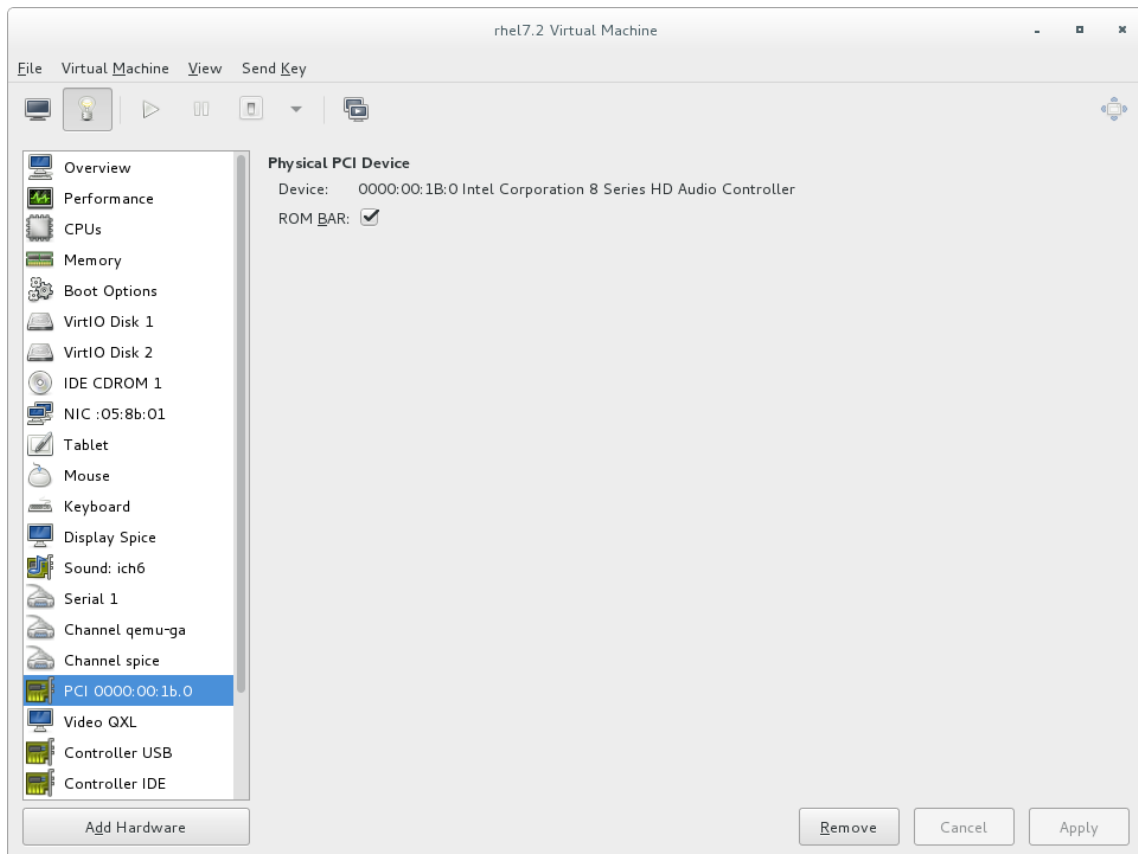 rhel7.2 Virtual Machine
File Virtual Machine View Send Key
Overview
Performance
CPUs
Memory
Boot Options
VirtIO Disk 1
VirtIO Disk 2
IDE CDROM 1
NIC :05:8b:01
Tablet
Mouse
Keyboard
Display Spice
Sound: ich6
Serial 1
Channel qemu-ga
Channel spice
PCI 0000:00:1b.0
Video QXL
Controller USB
Controller IDE
Add Hardware
Physical PCI Device
Device: 0000:00:1B:0 Intel Corporation 8 Series HD Audio Controller
ROM BAR:
Remove Cancel Apply